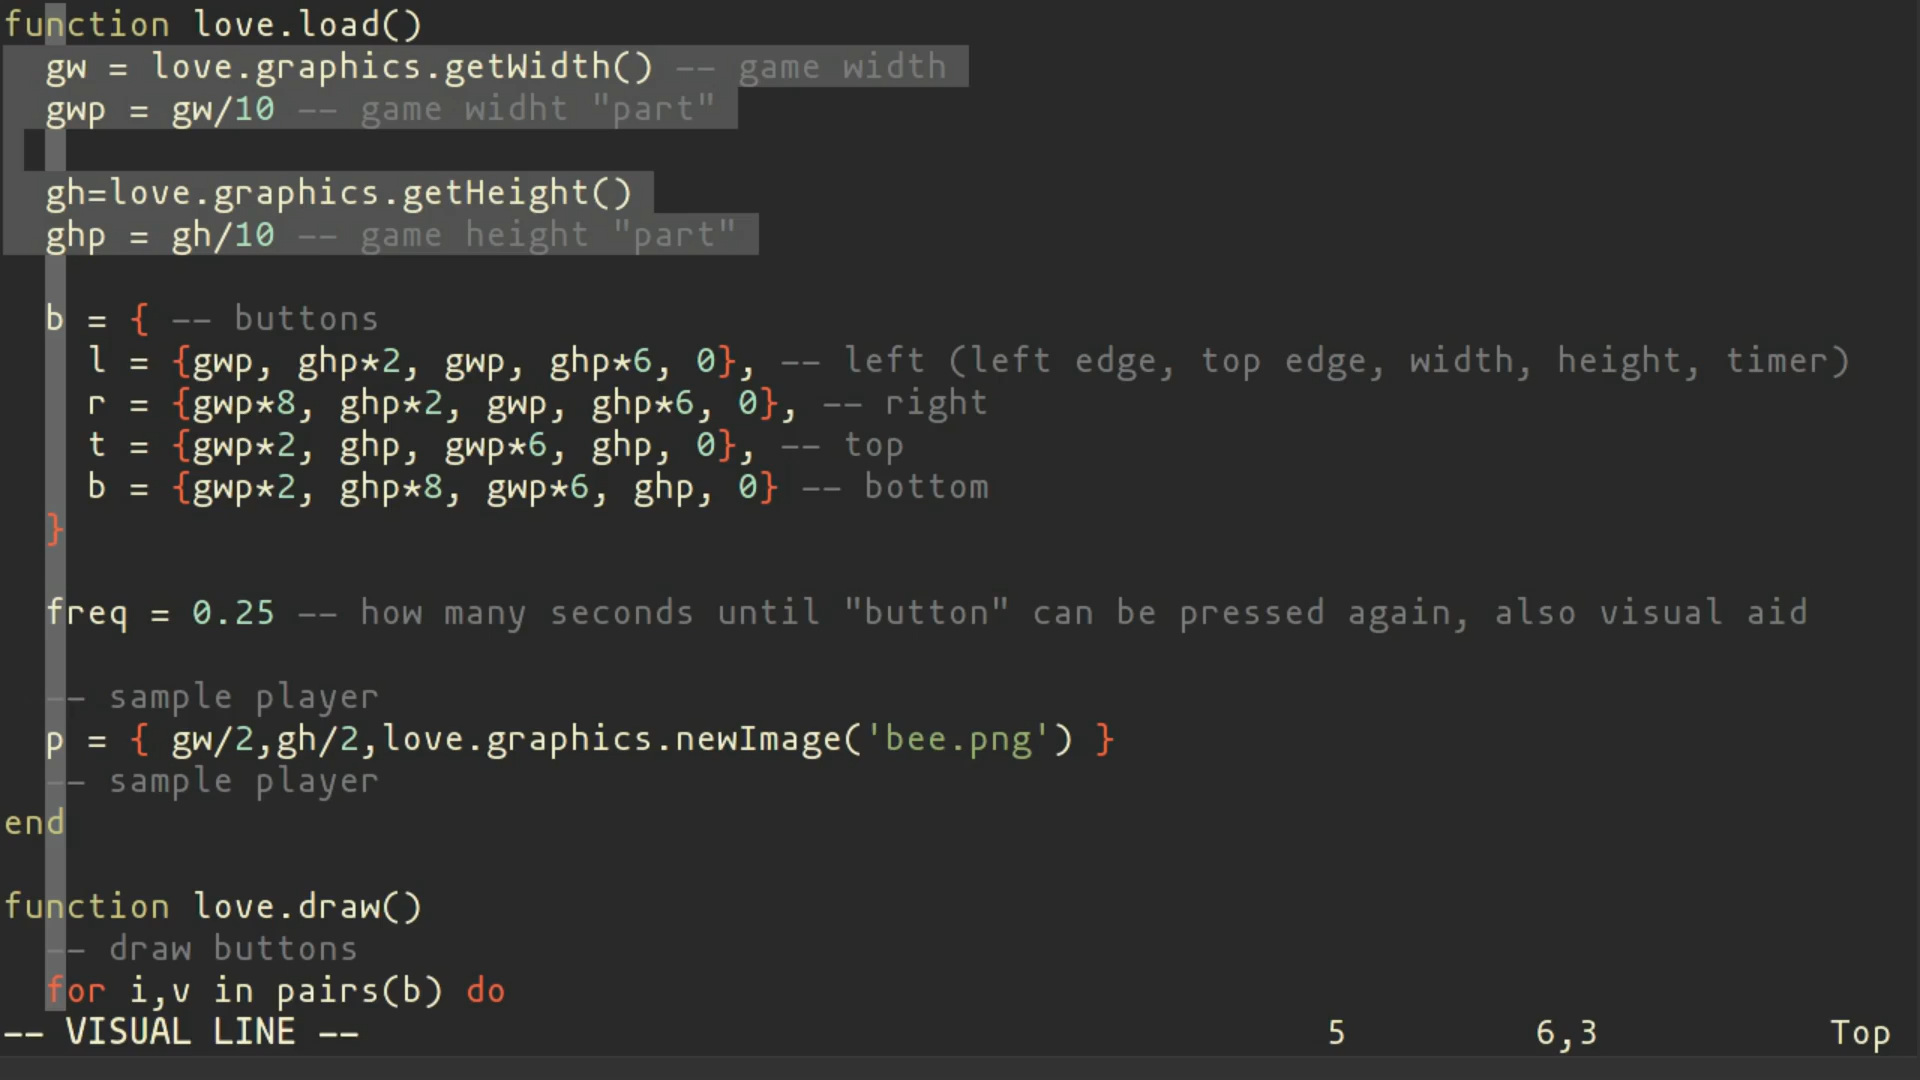 function love.load()
  gw = love.graphics.getWidth() -- game width
  gwp = gw/10 -- game widht "part"

  gh=love.graphics.getHeight()
  ghp = gh/10 -- game height "part"

  b = { -- buttons
    l = {gwp, ghp*2, gwp, ghp*6, 0}, -- left (left edge, top edge, width, height, timer)
    r = {gwp*8, ghp*2, gwp, ghp*6, 0}, -- right
    t = {gwp*2, ghp, gwp*6, ghp, 0}, -- top
    b = {gwp*2, ghp*8, gwp*6, ghp, 0} -- bottom
  }

  freq = 0.25 -- how many seconds until "button" can be pressed again, also visual aid

  -- sample player
  p = { gw/2,gh/2,love.graphics.newImage('bee.png') }
  -- sample player
end

function love.draw()
  -- draw buttons
  for i,v in pairs(b) do
-- VISUAL LINE -- 5 6,3 Top